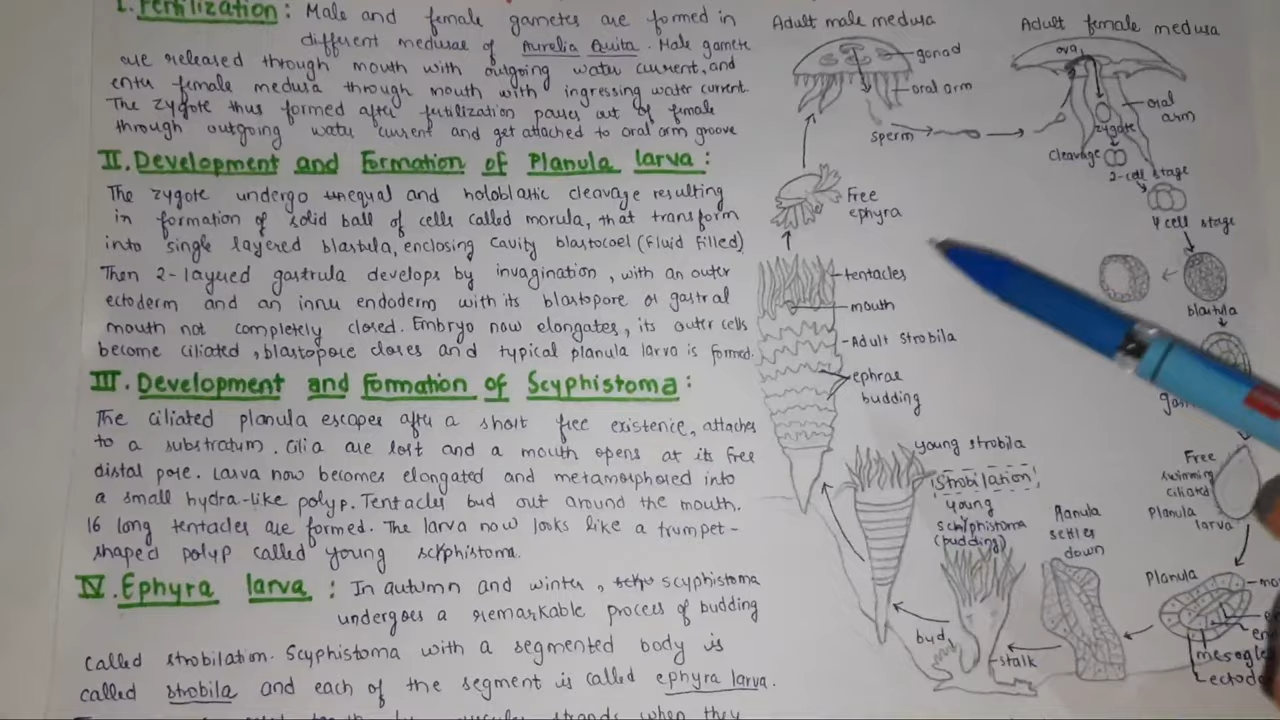 I. Fertilization : Male and female gametes are formed in
different medusae of Aurelia Aurita. Male gamete
are released through mouth with outgoing water current, and
enter female medusa through mouth with ingressing water current.
The zygote thus formed after fertilization passes out of female
through outgoing water current and get attached to oral arm groove
II. Development and Formation of Planula larva :
The zygote undergo unequal and holoblastic cleavage resulting
in formation of solid ball of cells called morula, that transform
into single layered blastula, enclosing cavity blastocoel (Fluid filled)
Then 2-layered gastrula develops by invagination, with an outer
ectoderm and an inner endoderm with its blastopore or gastral
mouth not completely closed. Embryo now elongates, its outer cells
become ciliated, blastopore closes and typical planula larva is formed.
III. Development and Formation of Scyphistoma :
The ciliated planula escapes after a short free existence, attaches
to a substratum. Cilia are lost and a mouth opens at its free
distal pole. Larva now becomes elongated and metamorphosed into
a small hydra-like polyp. Tentacles bud out around the mouth.
16 long tentacles are formed. The larva now looks like a trumpet-
shaped polyp called young scyphistoma.
IV. Ephyra larva : In autumn and winter, scyphistoma
undergoes a remarkable process of budding
called strobilation. Scyphistoma with a segmented body is
called strobila and each of the segment is called ephyra larva.
strands when they
Adult male medusa
gonad
oral arm
sperm
Adult female medusa
ova
oral
arm
zygote
cleavage
2-cell stage
4 cell stage
blastula
Free
swimming
ciliated
Planula
larva
Planula
Planula
settles
down
young
schphistoma
(budding)
bud
stalk
Strobilation
young strobila
ephrae
budding
Adult strobila
mouth
tentacles
Free
ephyra